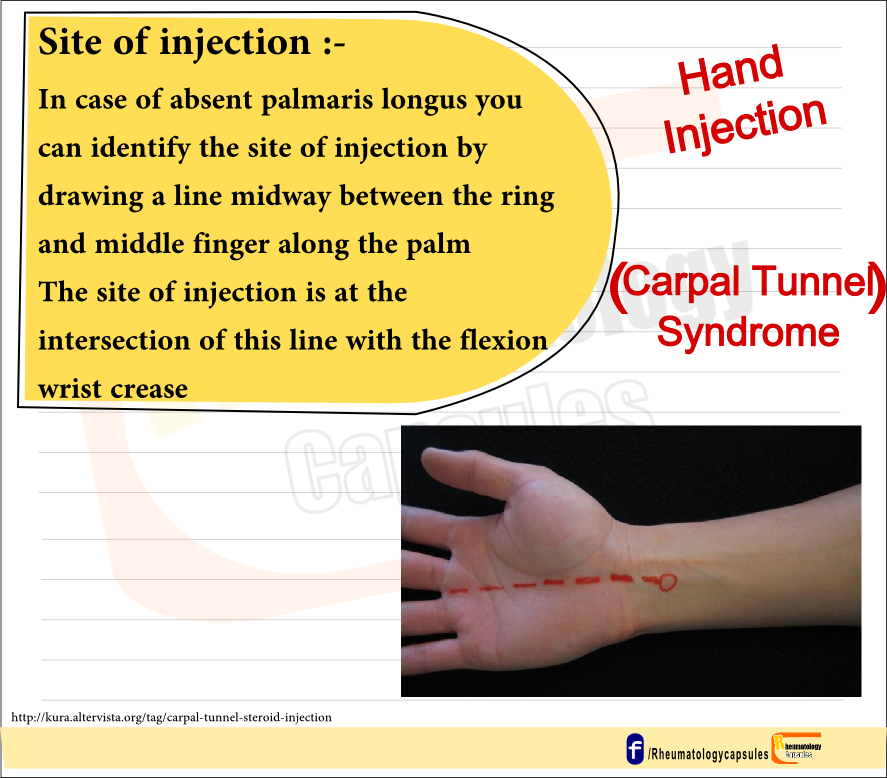 Site of injection :-
In case of absent palmaris longus you
can identify the site of injection by
drawing a line midway between the ring
and middle finger along the palm
The site of injection is at the
intersection of this line with the flexion
wrist crease
Hand
Injection
(Carpal Tunnel)
Syndrome
Capsules
http://kura.altervista.org/tag/carpal-tunnel-steroid-injection
f /Rheumatologycapsules
Rheumatology
Capsules